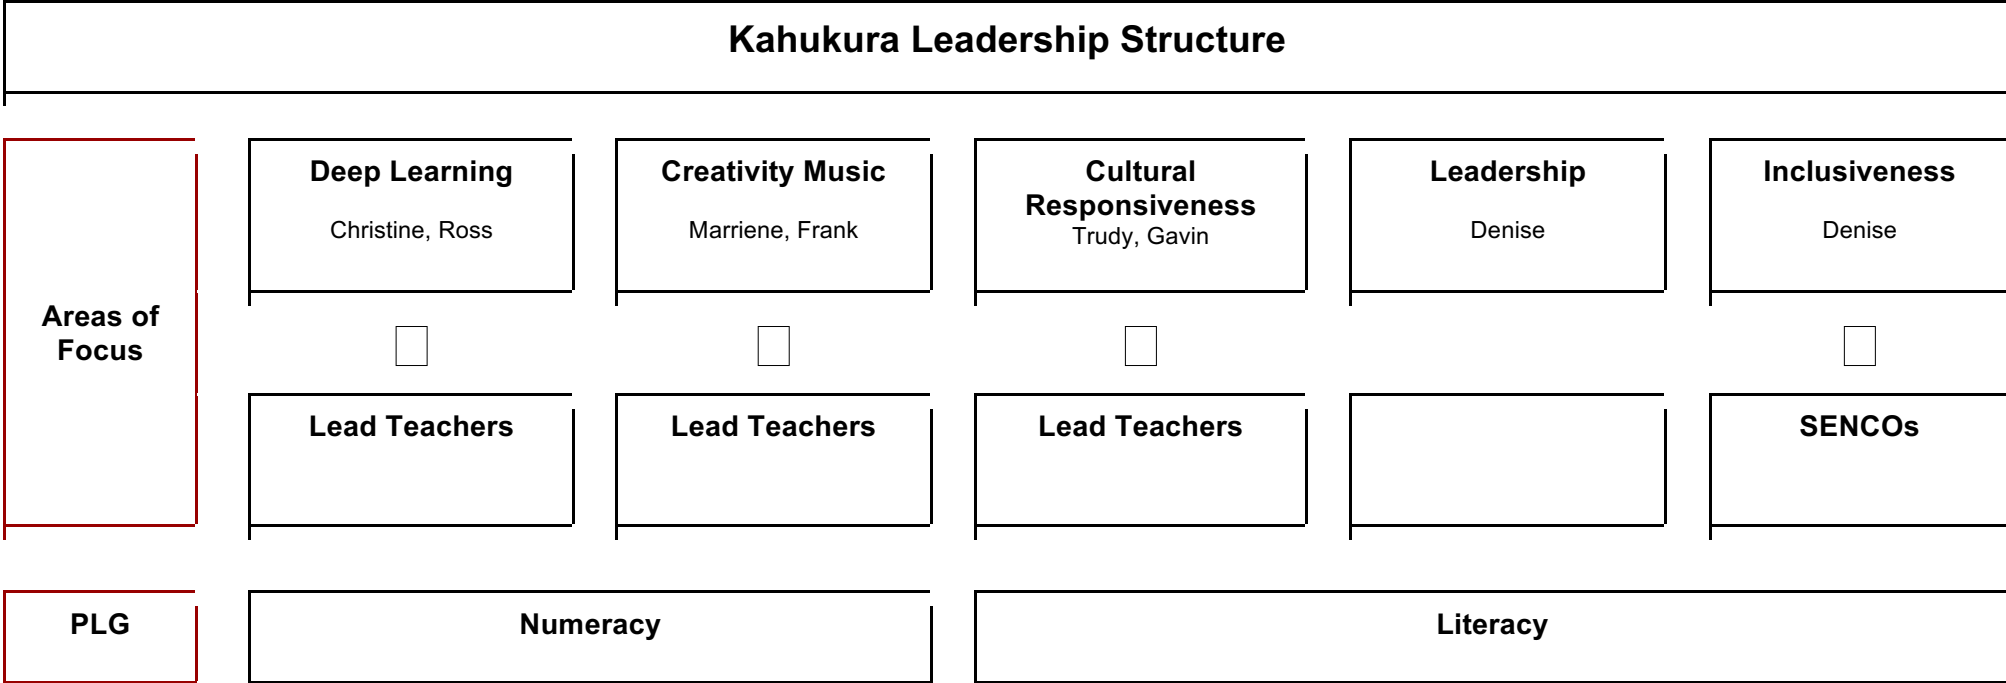 Kahukura Leadership Structure
Areas of
Focus
Deep Learning
Christine, Ross
Creativity Music
Marriene, Frank
Cultural
Responsiveness
Trudy, Gavin
Leadership
Denise
Inclusiveness
Denise
Lead Teachers
Lead Teachers
Lead Teachers
SENCOs
PLG
Numeracy
Literacy